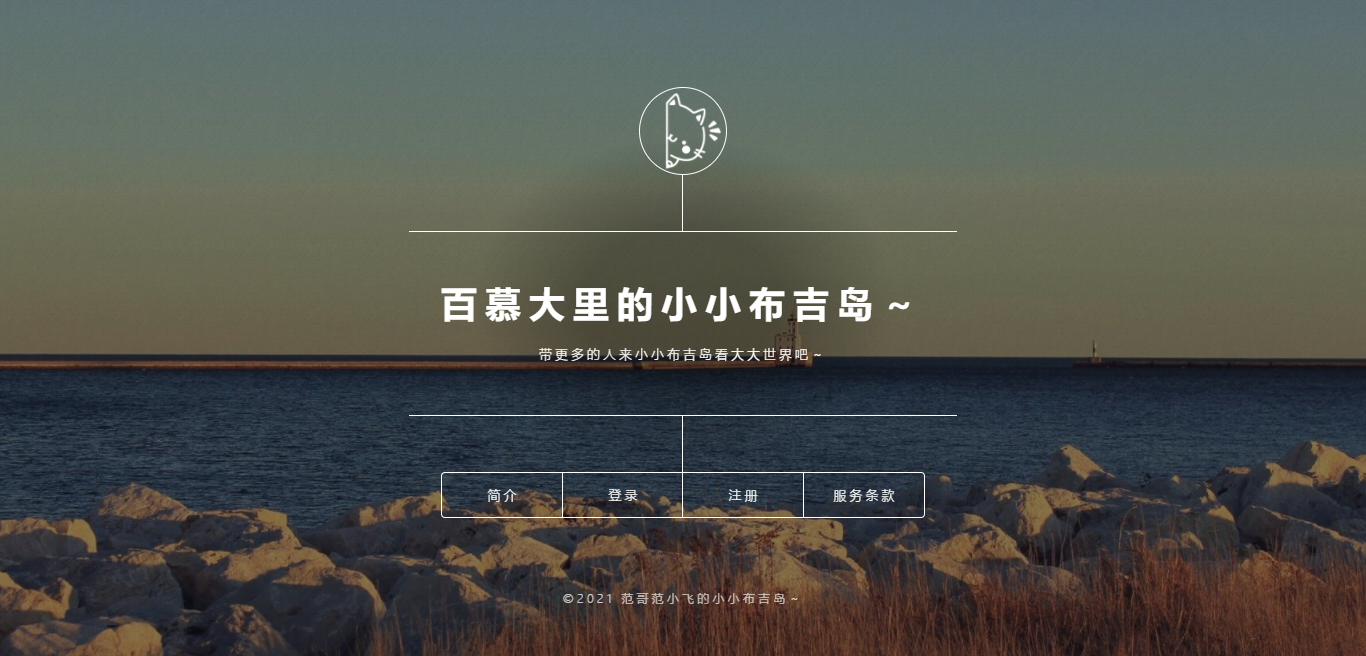 百慕大里的小小布吉岛 ~
带更多的人来小小布吉岛看大大世界吧 ~
简介
登录
注册
服务条款
©2021 范哥范小飞的小小布吉岛 ~